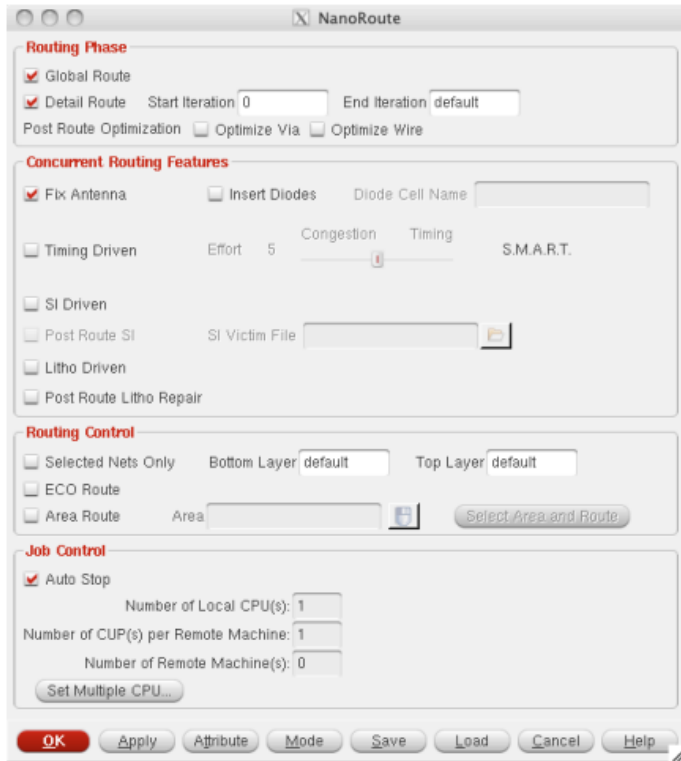 NanoRoute
Routing Phase
Global Route
Detail Route Start Iteration 0 End Iteration default
Post Route Optimization Optimize Via Optimize Wire
Concurrent Routing Features
Fix Antenna Insert Diodes Diode Cell Name
Congestion Timing
Timing Driven Effort 5 S.M.A.R.T.
SI Driven
Post Route SI SI Victim File
Litho Driven
Post Route Litho Repair
Routing Control
Selected Nets Only Bottom Layer default Top Layer default
ECO Route
Area Route Area Select Area and Route
Job Control
Auto Stop
Number of Local CPU(s): 1
Number of CUP(s) per Remote Machine: 1
Number of Remote Machine(s): 0
Set Multiple CPU...
OK Apply Attribute Mode Save Load Cancel Help